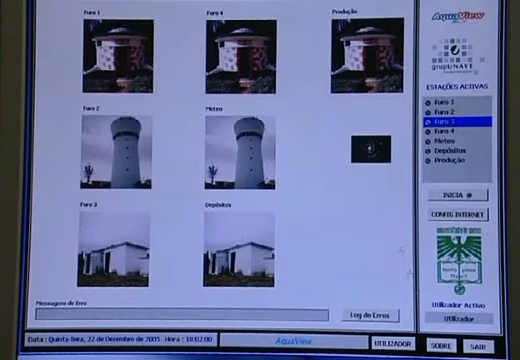 Furo 1
Furo 4
Produção
AquaView
grupUNAVE
ESTAÇÕES ACTIVAS
Furo 1
Furo 2
Furo 3
Furo 4
Meteo
Depósitos
Produção
Furo 2
Meteo
Furo 3
Depósitos
INICIA
CONFIG INTERNET
Mensagens de Erro
Log de Erros
Utilizador Activo
Utilizador
Data : Quinta-feira, 22 de Dezembro de 2005 Hora : 18:02:00
AquaView
UTILIZADOR
SOBRE
SAIR